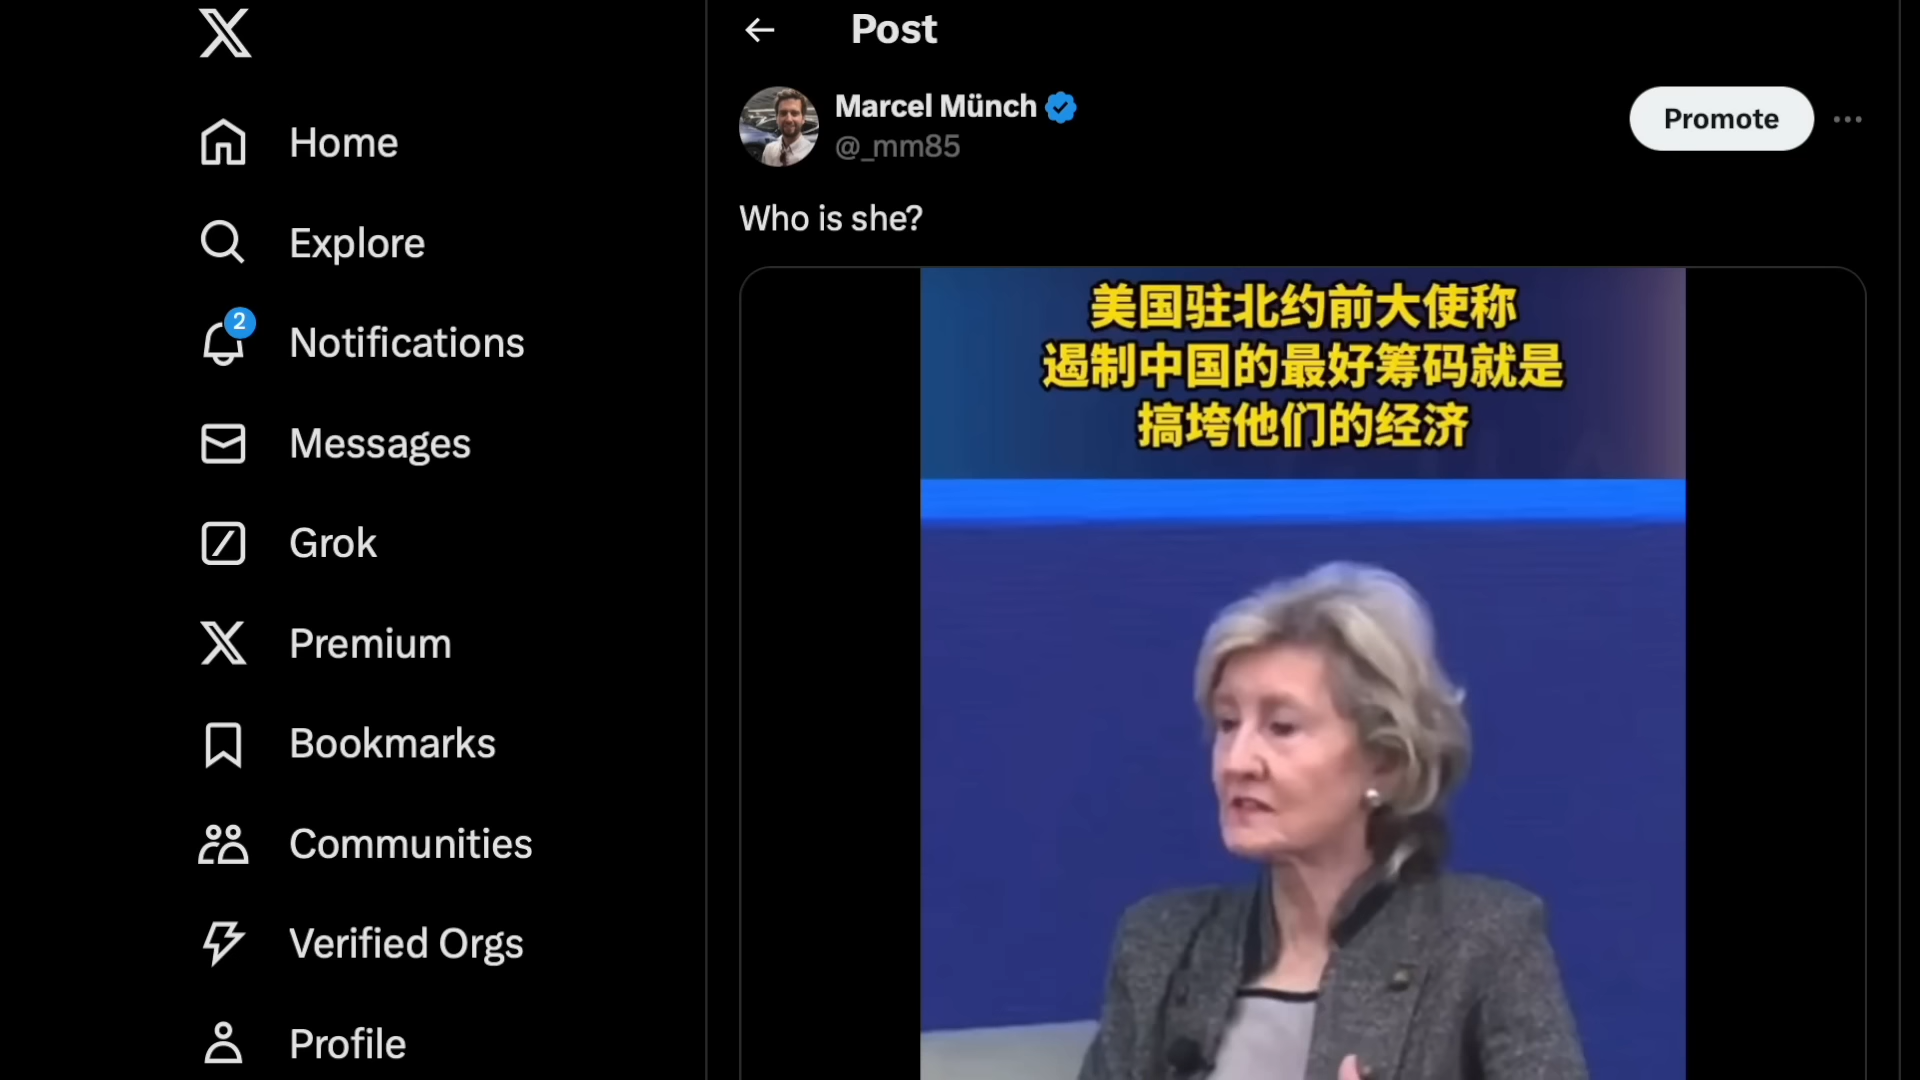 Post
Marcel Münch
@_mm85
Promote
Who is she?
美国驻北约前大使称
遏制中国的最好筹码就是
搞垮他们的经济
Home
Explore
2
Notifications
Messages
Grok
Premium
Bookmarks
Communities
Verified Orgs
Profile